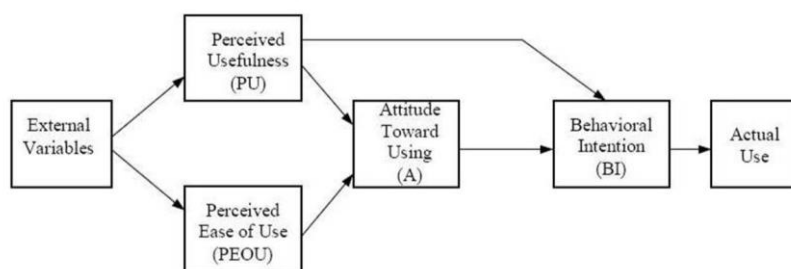 External
Variables
Perceived
Usefulness
(PU)
Perceived
Ease of Use
(PEOU)
Attitude
Toward
Using
(A)
Behavioral
Intention
(BI)
Actual
Use